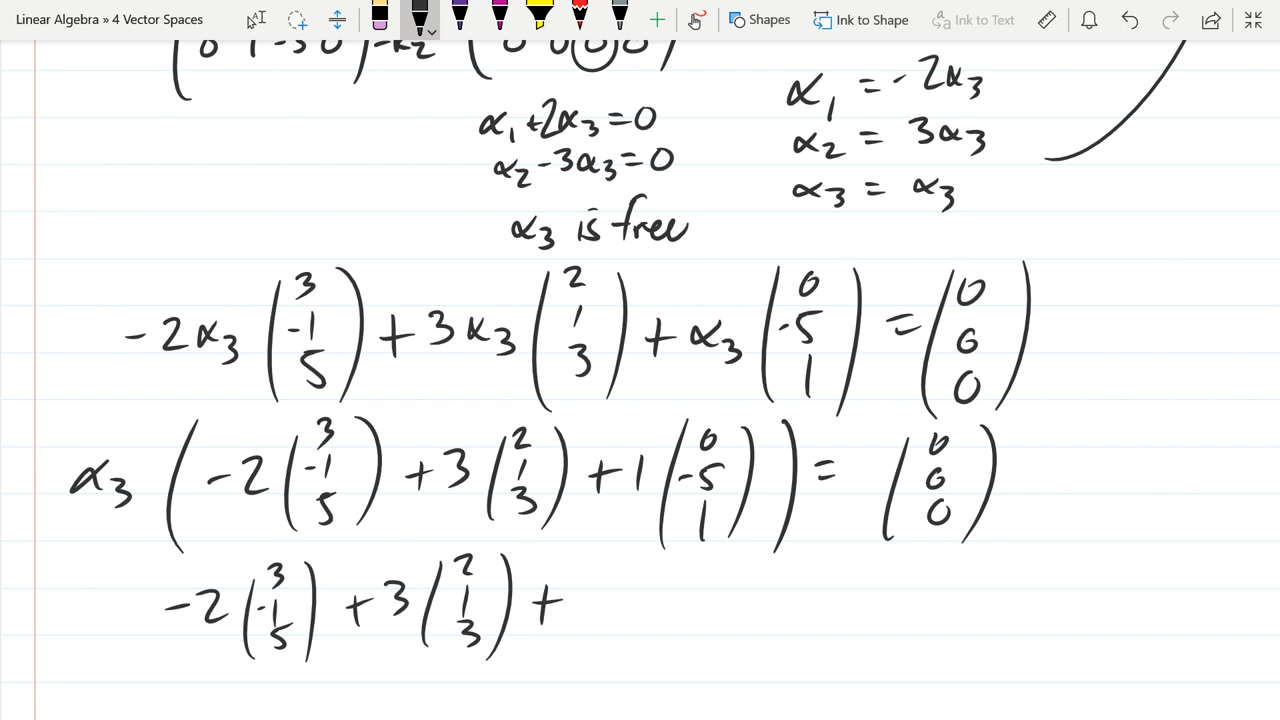 Linear Algebra » 4 Vector Spaces Shapes Ink to Shape Ink to Text
α₁ = -2α₃
α₁ + 2α₃ = 0
α₂ = 3α₃
α₂ - 3α₃ = 0
α₃ = α₃
α₃ is free
-2α₃ (3 -1 5) + 3α₃ (2 1 3) + α₃ (0 -5 1) = (0 0 0)
α₃ (-2 (3 -1 5) + 3 (2 1 3) + 1 (0 -5 1)) = (0 0 0)
-2 (3 -1 5) + 3 (2 1 3) +